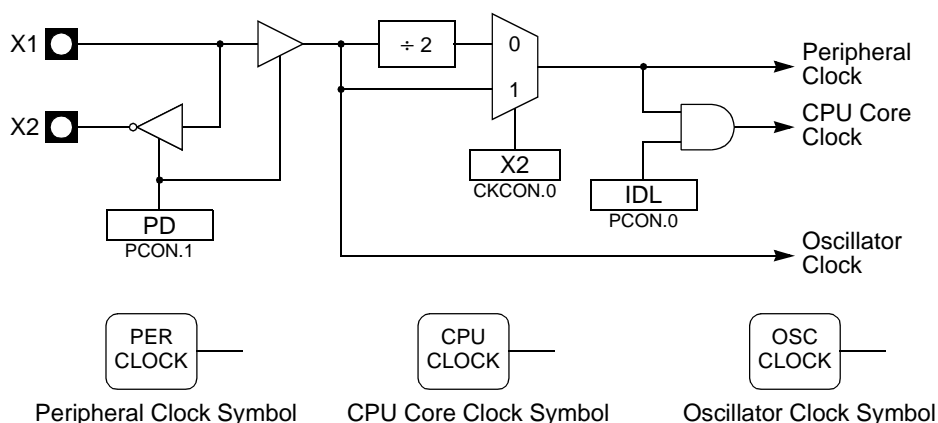 X1
÷ 2
0
1
Peripheral
Clock
X2
CPU Core
Clock
X2
CKCON.0
IDL
PCON.0
PD
PCON.1
Oscillator
Clock
PER
CLOCK
CPU
CLOCK
OSC
CLOCK
Peripheral Clock Symbol
CPU Core Clock Symbol
Oscillator Clock Symbol